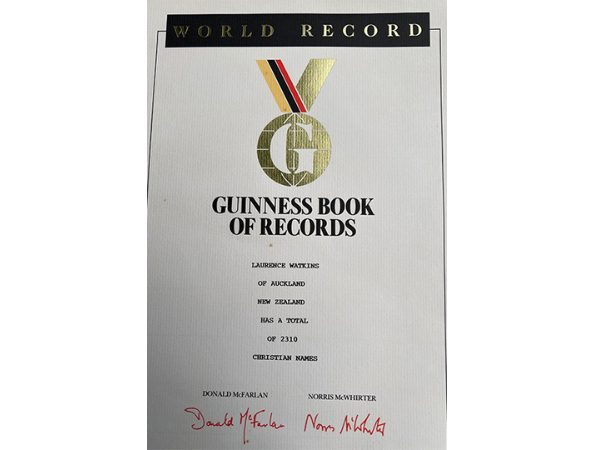 WORLD RECORD
G
GUINNESS BOOK
OF RECORDS
LAURENCE WATKINS
OF AUCKLAND
NEW ZEALAND
HAS A TOTAL
OF 2310
CHRISTIAN NAMES
DONALD McFARLAN NORRIS McWHIRTER
Donald McFarlan Norris McWhirter